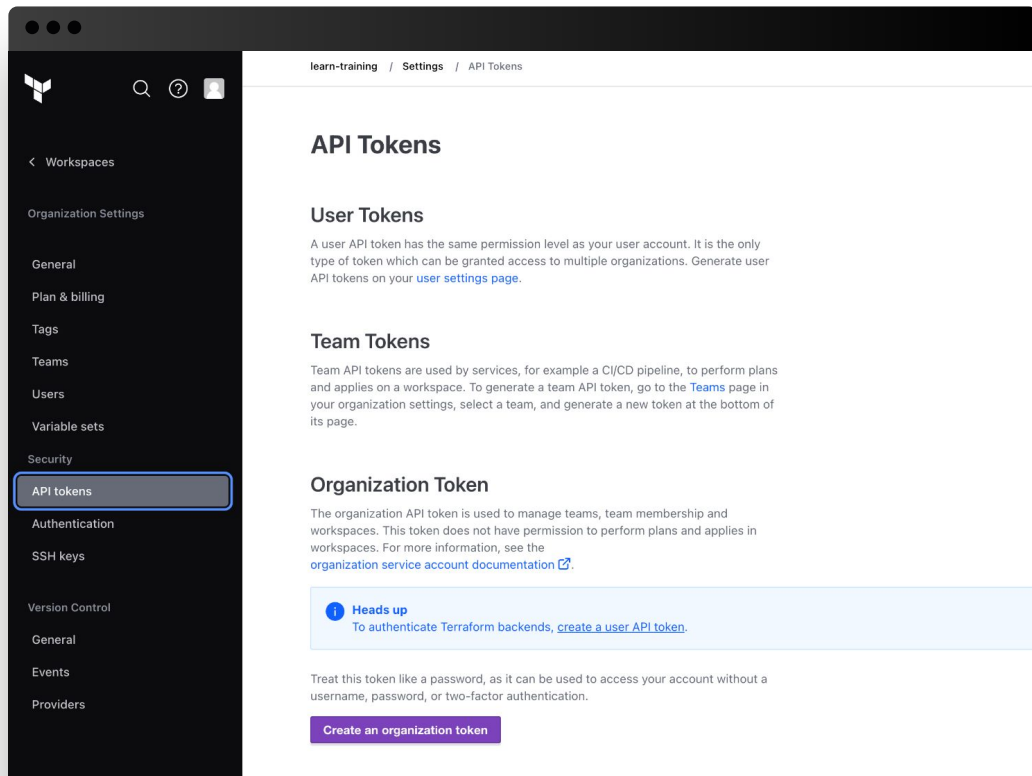 learn-training / Settings / API Tokens
Workspaces
Organization Settings
General
Plan & billing
Tags
Teams
Users
Variable sets
Security
API tokens
Authentication
SSH keys
Version Control
General
Events
Providers
API Tokens
User Tokens
A user API token has the same permission level as your user account. It is the only
type of token which can be granted access to multiple organizations. Generate user
API tokens on your user settings page.
Team Tokens
Team API tokens are used by services, for example a CI/CD pipeline, to perform plans
and applies on a workspace. To generate a team API token, go to the Teams page in
your organization settings, select a team, and generate a new token at the bottom of
its page.
Organization Token
The organization API token is used to manage teams, team membership and
workspaces. This token does not have permission to perform plans and applies in
workspaces. For more information, see the
organization service account documentation.
Heads up
To authenticate Terraform backends, create a user API token.
Treat this token like a password, as it can be used to access your account without a
username, password, or two-factor authentication.
Create an organization token